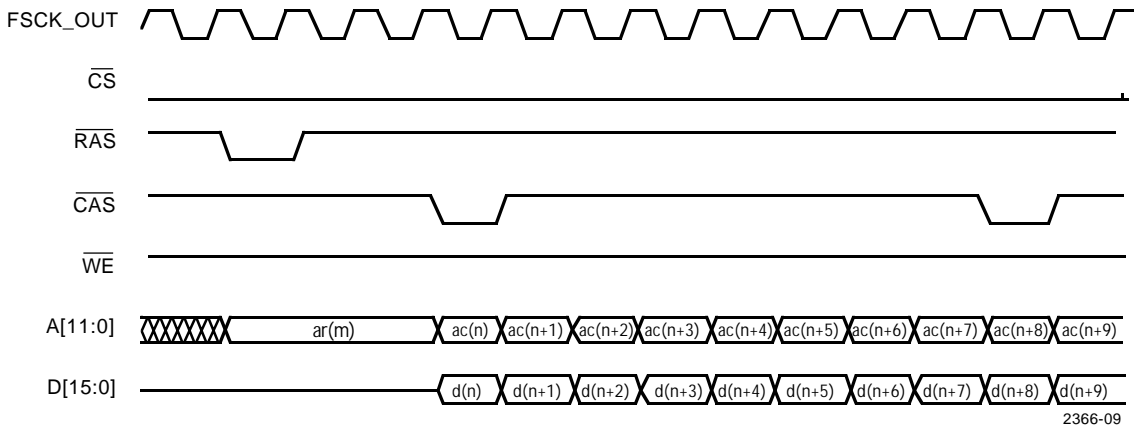 FSCK_OUT
CS
RAS
CAS
WE
A[11:0] ar(m) ac(n) ac(n+1) ac(n+2) ac(n+3) ac(n+4) ac(n+5) ac(n+6) ac(n+7) ac(n+8) ac(n+9)
D[15:0] d(n) d(n+1) d(n+2) d(n+3) d(n+4) d(n+5) d(n+6) d(n+7) d(n+8) d(n+9)
2366-09